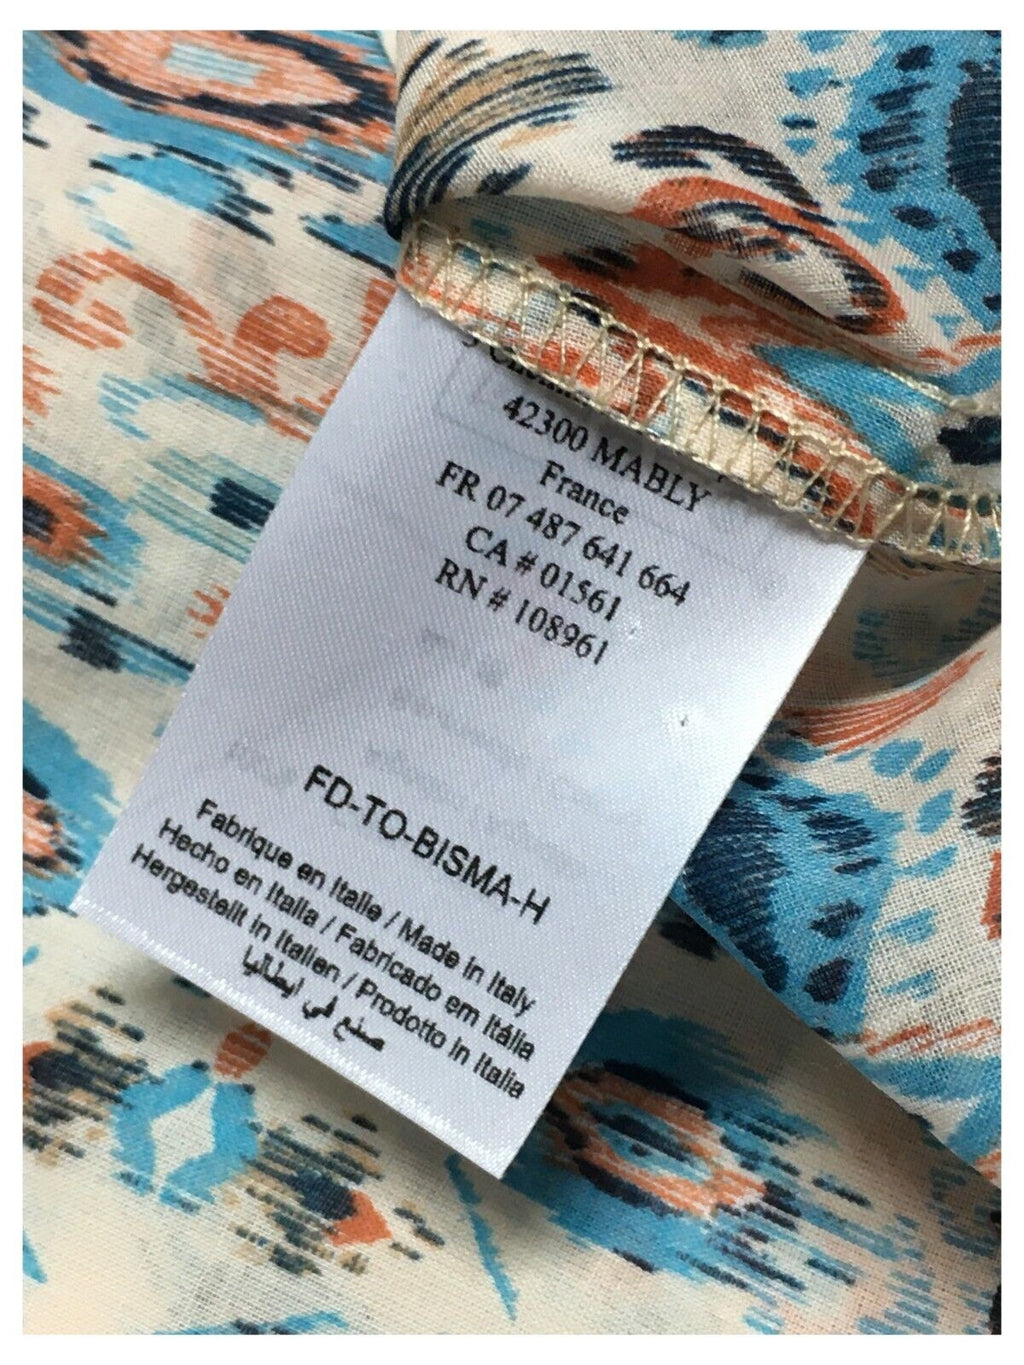 42300 MABLY
France
FR 07 487 641 664
CA # 01561
RN # 108961
FD-TO-BISMA-H
Fabrique en Italie / Made in Italy
Hecho en Italia / Fabricado em Itália
Hergestellt in Italien / Prodotto in Italia
صنع في ايطاليا